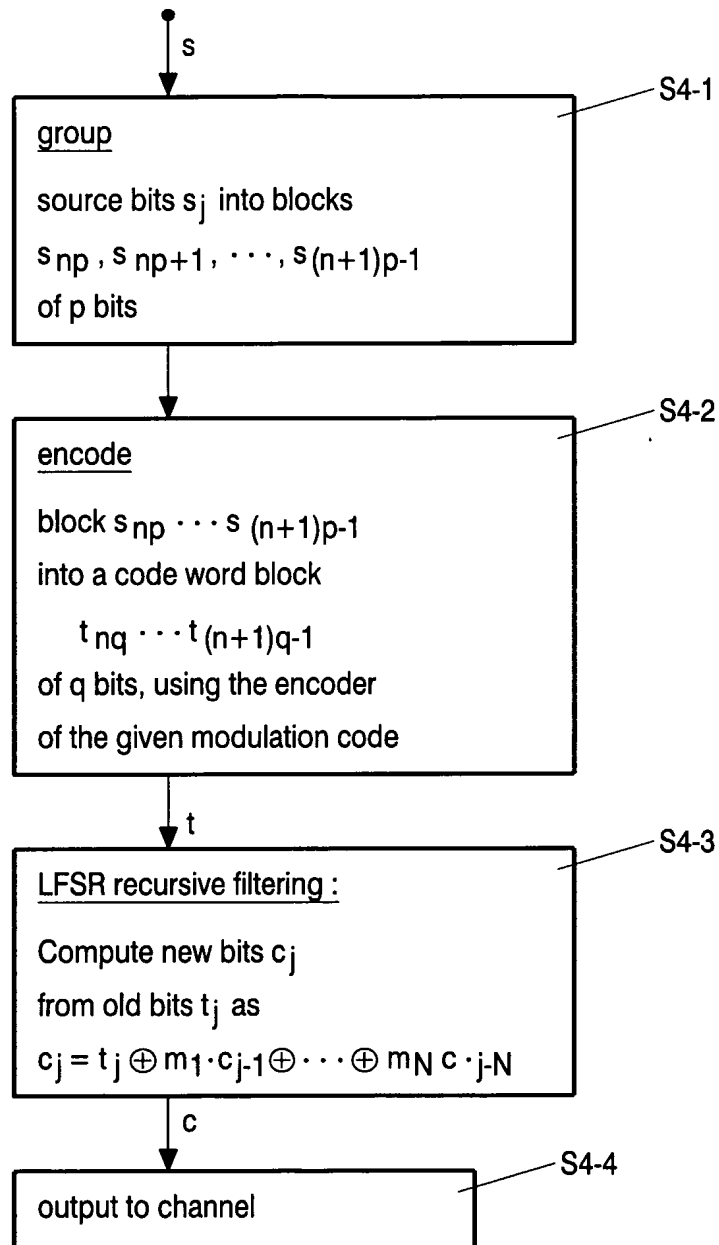 s
S4-1
group
source bits sj into blocks
snp , snp+1 , · · · , s(n+1)p-1
of p bits
S4-2
encode
block snp · · · s (n+1)p-1
into a code word block
tnq · · · t(n+1)q-1
of q bits, using the encoder
of the given modulation code
t
S4-3
LFSR recursive filtering :
Compute new bits cj
from old bits tj as
cj = tj ⊕ m1·cj-1⊕ · · · ⊕ mN c ·j-N
c
S4-4
output to channel